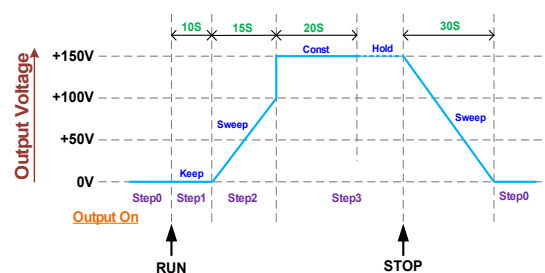 10S 15S 20S 30S
+150V Const Hold
+100V
+50V Sweep Sweep
0V Keep
Step0 Step1 Step2 Step3 Step0
Output On
RUN STOP
Output Voltage